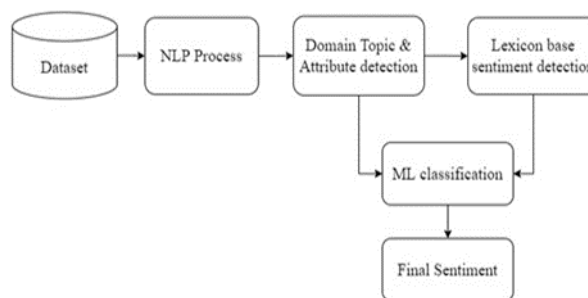 Dataset
NLP Process
Domain Topic &
Attribute detection
Lexicon base
sentiment detection
ML classification
Final Sentiment